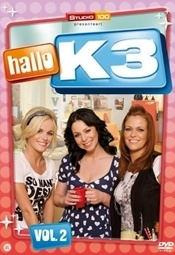 STUDIO 100
presenteert
hallo
K3
VOL. 2
DVD